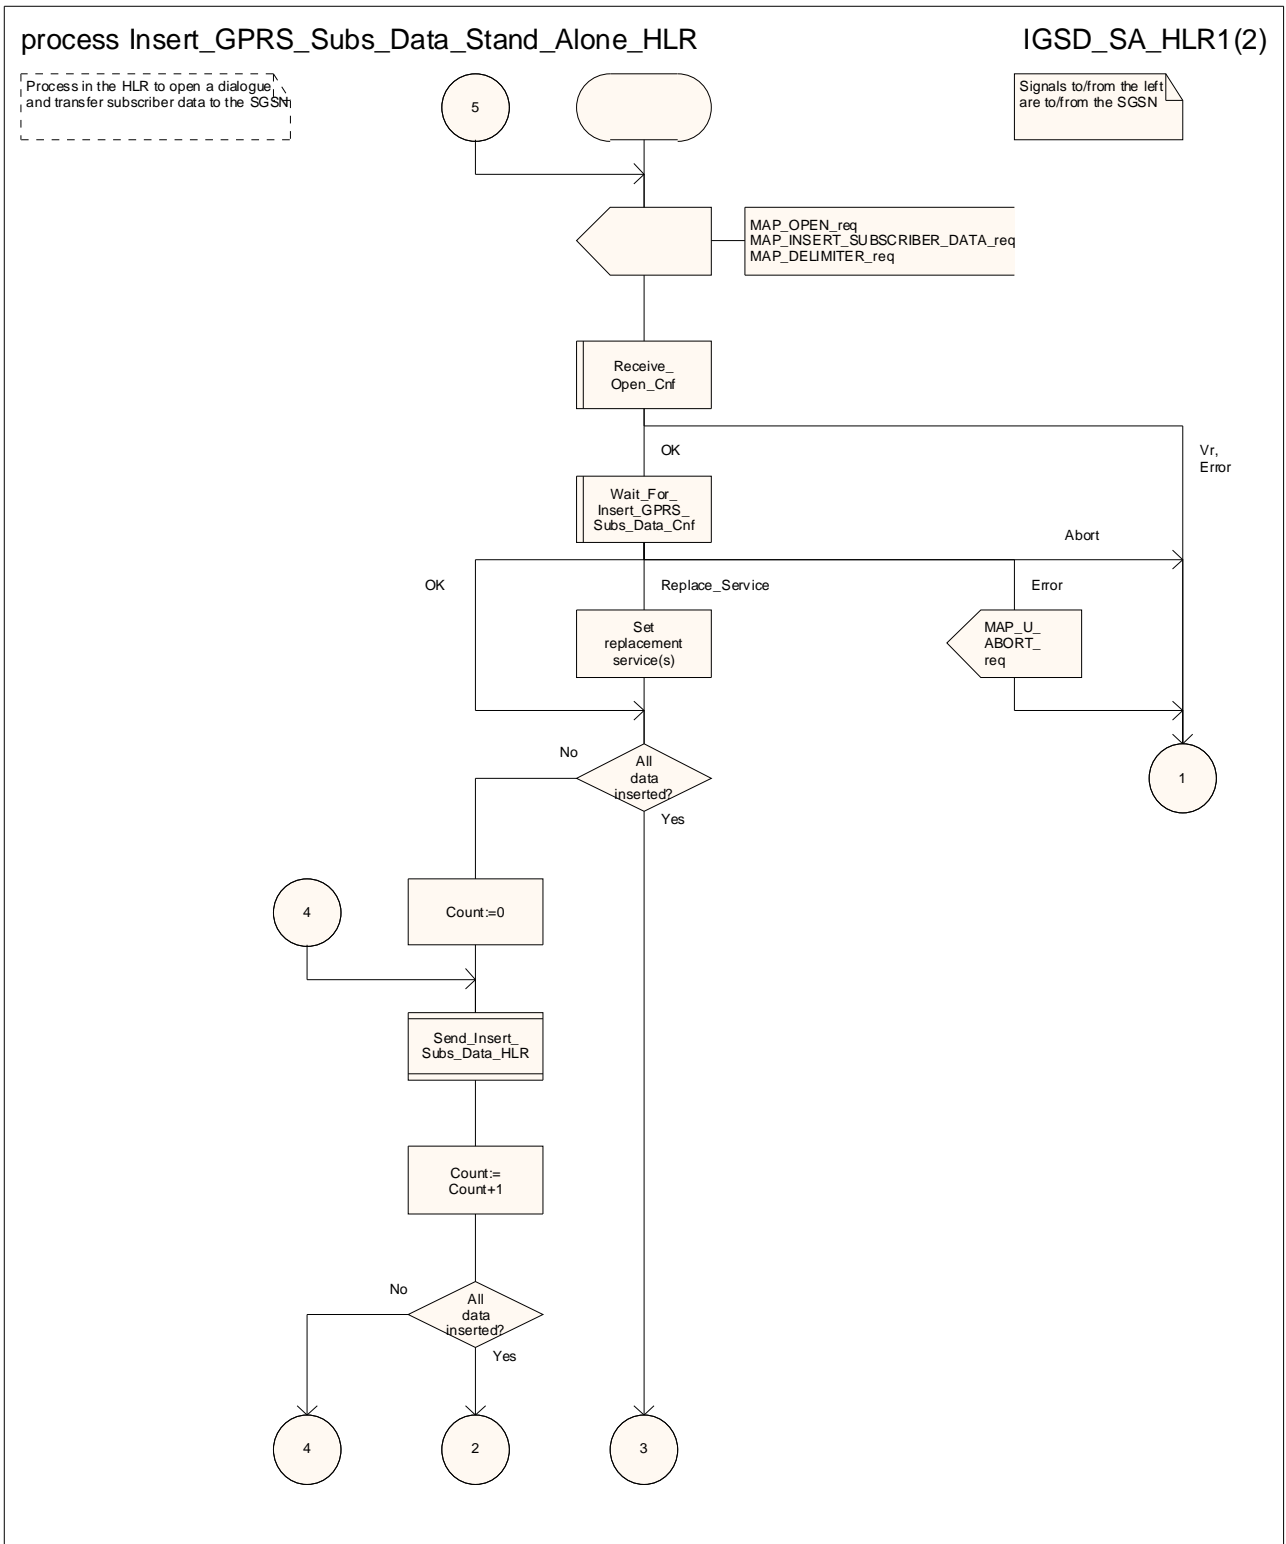 process Insert_GPRS_Subs_Data_Stand_Alone_HLR
IGSD_SA_HLR1(2)
Process in the HLR to open a dialogue
and transfer subscriber data to the SGSN
5
Signals to/from the left
are to/from the SGSN
MAP_OPEN_req
MAP_INSERT_SUBSCRIBER_DATA_req
MAP_DELIMITER_req
Receive_
Open_Cnf
OK
Vr,
Error
Wait_For_
Insert_GPRS_
Subs_Data_Cnf
Abort
OK
Replace_Service
Error
Set
replacement
service(s)
MAP_U_
ABORT_
req
No
All
data
inserted?
Yes
1
4
Count:=0
Send_Insert_
Subs_Data_HLR
Count:=
Count+1
No
All
data
inserted?
Yes
4
2
3